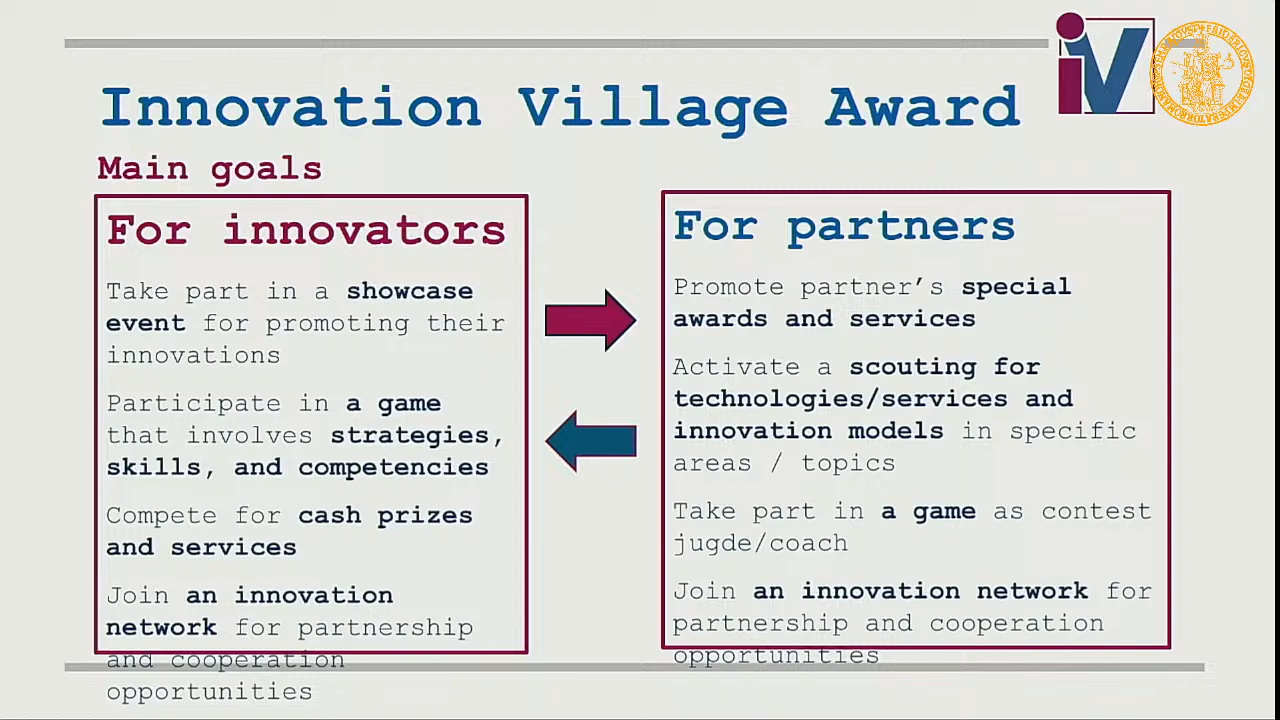 Innovation Village Award
Main goals
For innovators
Take part in a showcase
event for promoting their
innovations
Participate in a game
that involves strategies,
skills, and competencies
Compete for cash prizes
and services
Join an innovation
network for partnership
and cooperation
opportunities
For partners
Promote partner’s special
awards and services
Activate a scouting for
technologies/services and
innovation models in specific
areas / topics
Take part in a game as contest
jugde/coach
Join an innovation network for
partnership and cooperation
opportunities
iV